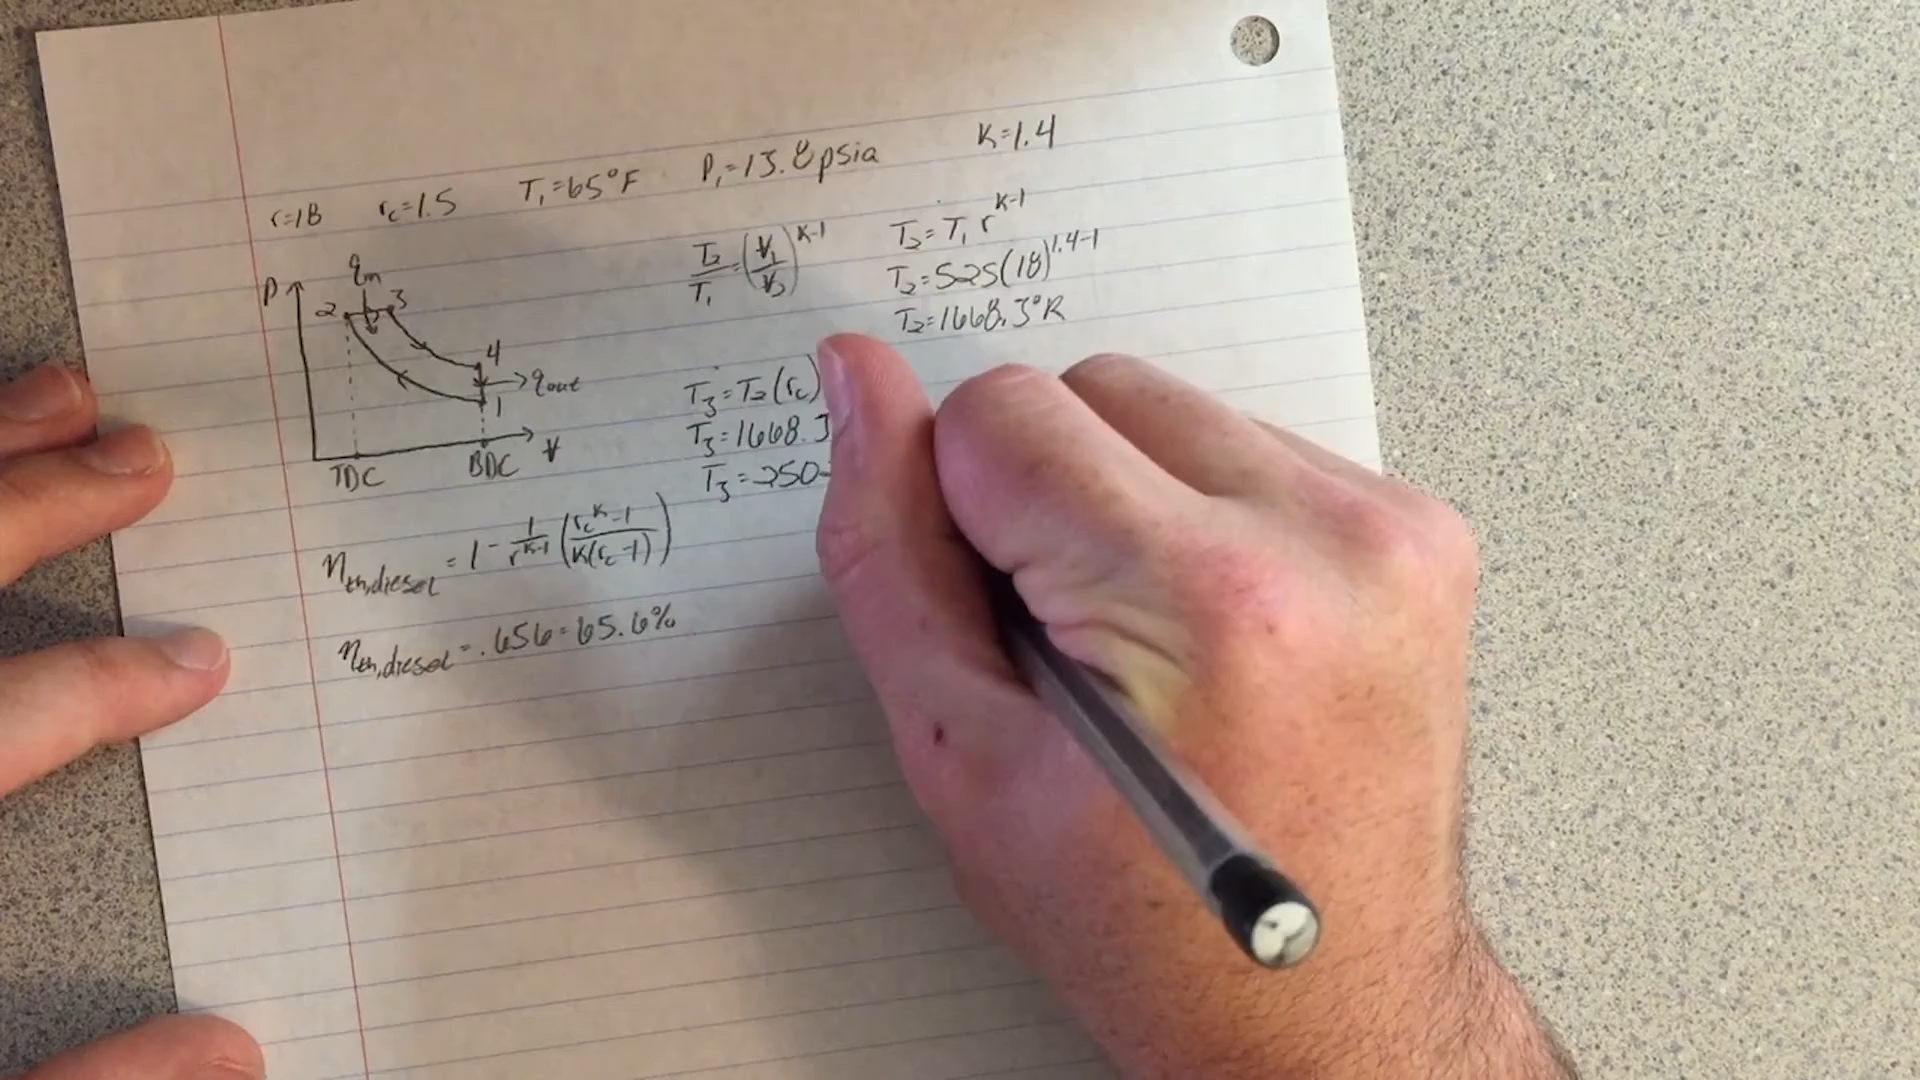 r=18 rc=1.5 T₁=65°F P₁=13.8psia K=1.4
P
qin
2 3
4
qout
1
TDC BDC V
T₂/T₁=(V₁/V₂)^K-1
T₂=T₁ r^K-1
T₂=525(18)^1.4-1
T₂=1668.3°R
T₃=T₂(rc)
T₃=1668.3
T₃=250
ηth,diesel = 1 - 1/r^K-1 (rc^K-1/K(rc-1))
ηth,diesel=.656=65.6%